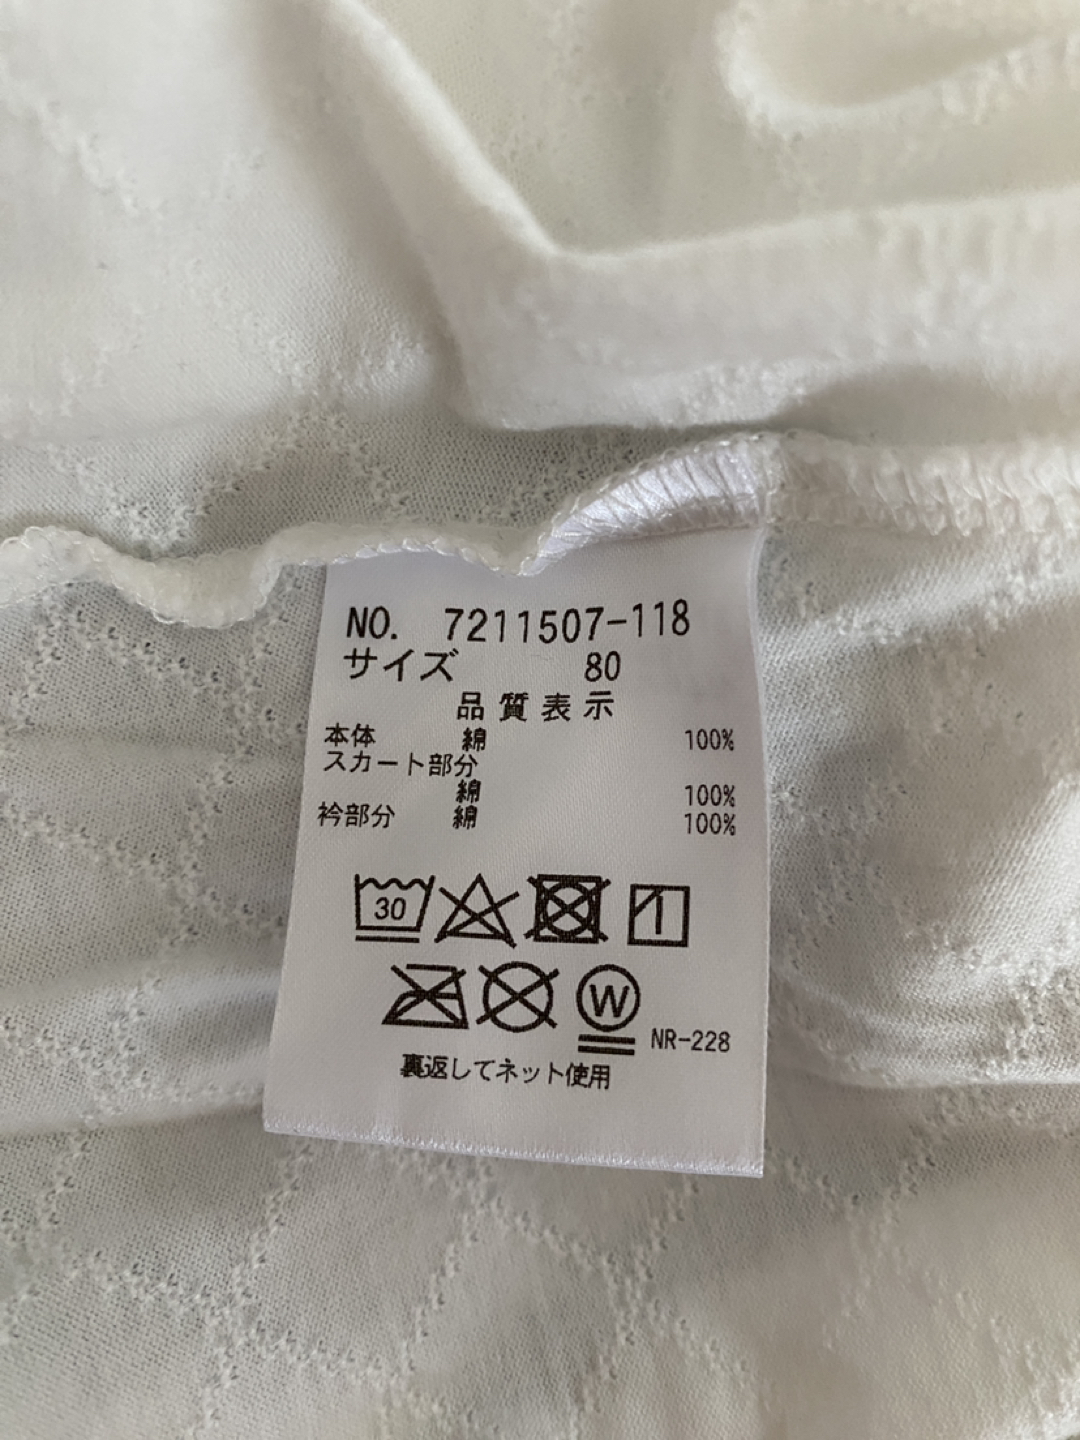 NO. 7211507-118
サイズ 80
品質表示
本体 綿 100%
スカート部分
綿 100%
衿部分 綿 100%
30
W NR-228
裏返してネット使用